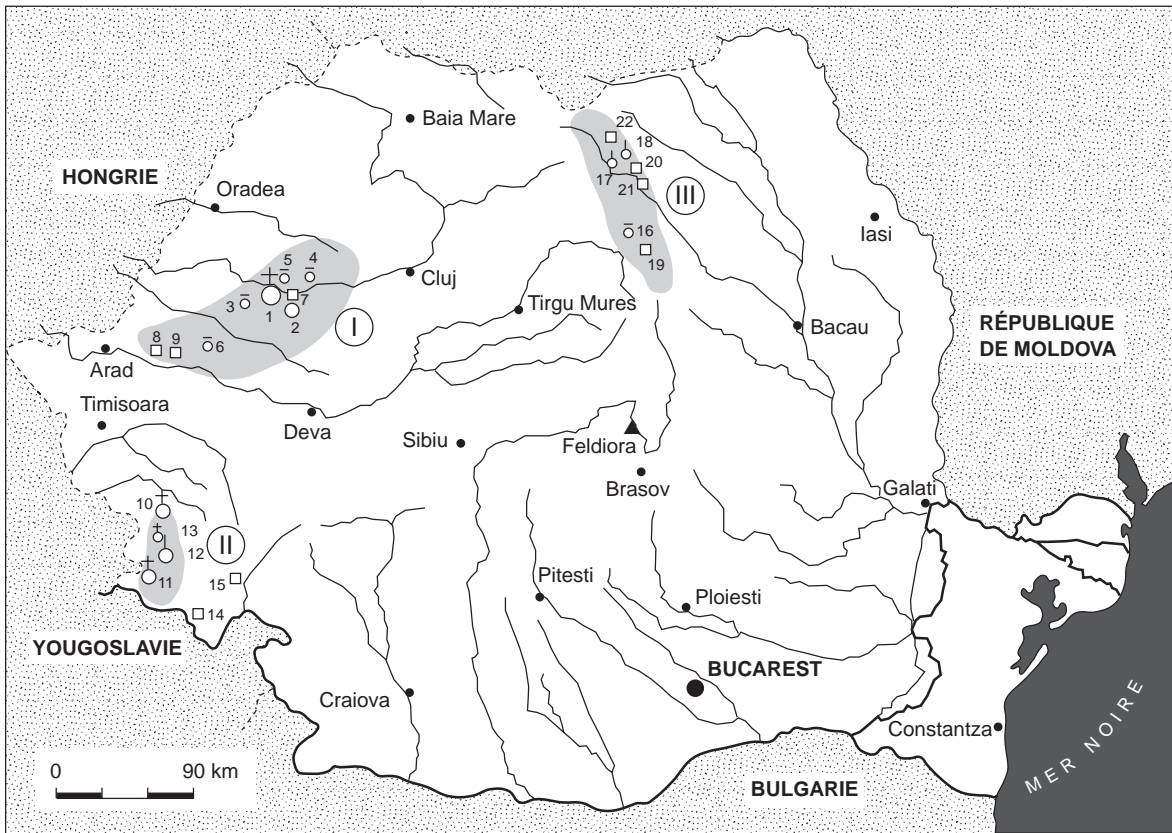 Baia Mare
HONGRIE
Oradea
22
18
20
17
21
III
16
19
Iasi
5
4
Cluj
3
7
1
2
I
Tirgu Mures
Bacau
RÉPUBLIQUE
DE MOLDOVA
8
9
6
Arad
Timisoara
Deva
Sibiu
Feldiora
Brasov
Galati
10
13
II
12
11
15
14
Pitesti
Ploiesti
YOUGOSLAVIE
BUCAREST
Craiova
Constantza
MER NOIRE
0
90 km
BULGARIE